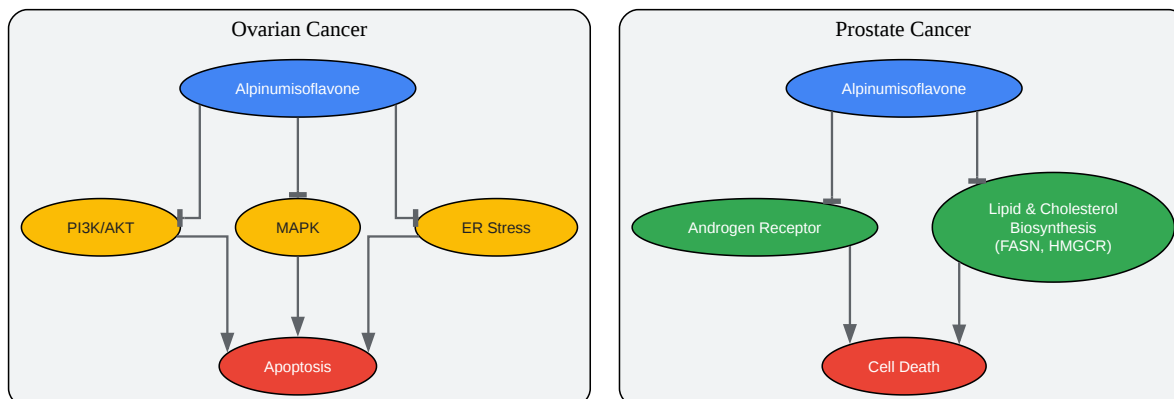 Ovarian Cancer
Alpinumisoflavone
PI3K/AKT
MAPK
ER Stress
Apoptosis
Prostate Cancer
Alpinumisoflavone
Androgen Receptor
Lipid & Cholesterol
Biosynthesis
(FASN, HMGCR)
Cell Death